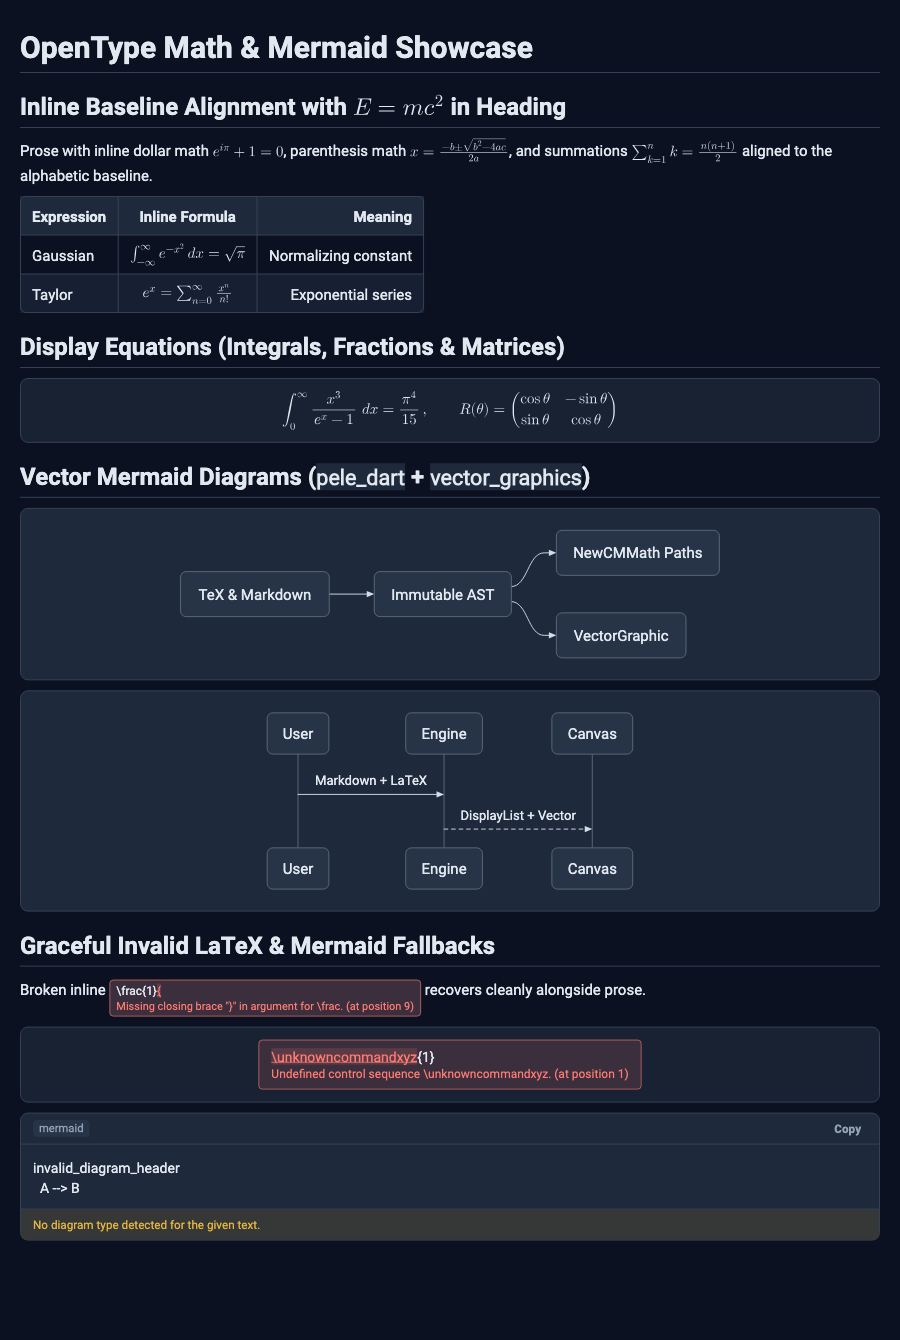 OpenType Math & Mermaid Showcase
Inline Baseline Alignment with E = mc² in Heading
Prose with inline dollar math e^{iπ} + 1 = 0, parenthesis math x = \frac{-b±\sqrt{b²-4ac}}{2a}, and summations ∑_{k=1}^{n} k = \frac{n(n+1)}{2} aligned to the
alphabetic baseline.
Expression Inline Formula Meaning
Gaussian ∫_{-∞}^{∞} e^{-x²} dx = √π Normalizing constant
Taylor e^x = ∑_{n=0}^{∞} \frac{x^n}{n!} Exponential series
Display Equations (Integrals, Fractions & Matrices)
∫_0^∞ \frac{x³}{e^x − 1} dx = \frac{π⁴}{15}, R(θ) = (cos θ − sin θ
sin θ cos θ)
Vector Mermaid Diagrams (pele_dart + vector_graphics)
NewCMMath Paths
TeX & Markdown
Immutable AST
VectorGraphic
User Engine Canvas
Markdown + LaTeX
DisplayList + Vector
User Engine Canvas
Graceful Invalid LaTeX & Mermaid Fallbacks
Broken inline \frac{1}{ recovers cleanly alongside prose.
Missing closing brace "}" in argument for \frac. (at position 9)
\unknowncommandxyz{1}
Undefined control sequence \unknowncommandxyz. (at position 1)
mermaid Copy
invalid_diagram_header
A --> B
No diagram type detected for the given text.